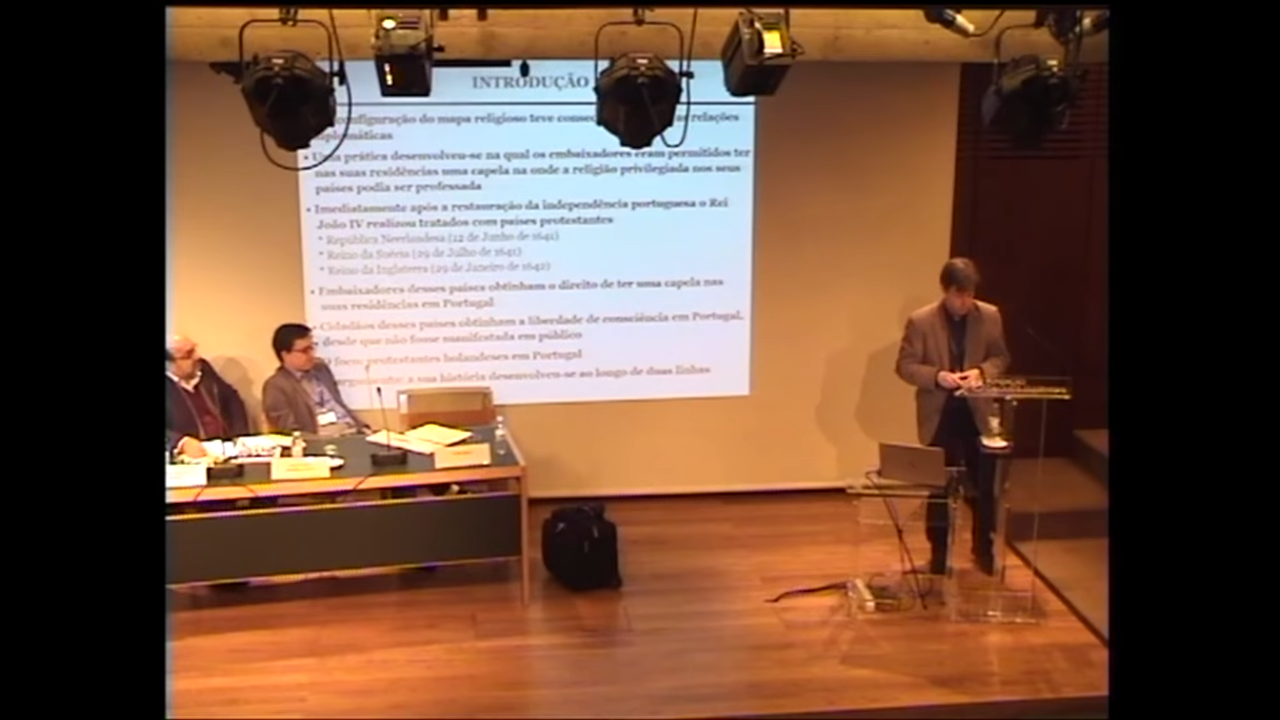 INTRODUÇÃO
configuração do mapa religioso teve relações
• Uma prática desenvolveu-se na qual os embaixadores eram permitidos ter
nas suas residências uma capela na onde a religião privilegiada nos seus
países podia ser professada
• Imediatamente após a restauração da independência portuguesa o Rei
João IV realizou tratados com países protestantes
* República Neerlandesa (12 de Junho de 1641)
* Reino da Suécia (29 de Julho de 1641)
* Reino da Inglaterra (29 de Janeiro de 1642)
• Embaixadores desses países obtinham o direito de ter uma capela nas
suas residências em Portugal
• Cidadãos desses países obtinham a liberdade de consciência em Portugal,
desde que não fosse manifestada em público
foco: protestantes holandeses em Portugal
a sua história desenvolveu-se ao longo de duas linhas